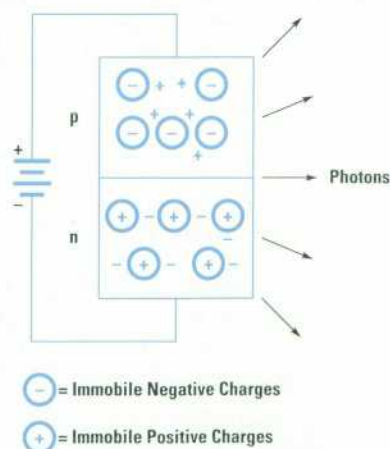 p
+
Photons
−
n
− = Immobile Negative Charges
+ = Immobile Positive Charges